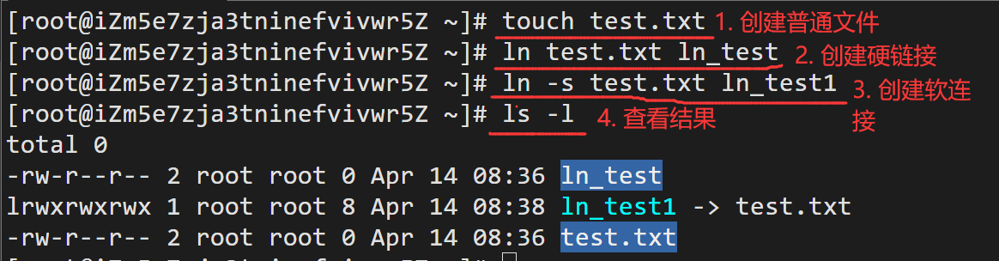 [root@iZm5e7zja3tninefvivwr5Z ~]# touch test.txt 1. 创建普通文件
[root@iZm5e7zja3tninefvivwr5Z ~]# ln test.txt ln_test 2. 创建硬链接
[root@iZm5e7zja3tninefvivwr5Z ~]# ln -s test.txt ln_test1 3. 创建软连
[root@iZm5e7zja3tninefvivwr5Z ~]# ls -l 4. 查看结果 接
total 0
-rw-r--r-- 2 root root 0 Apr 14 08:36 ln_test
lrwxrwxrwx 1 root root 8 Apr 14 08:38 ln_test1 -> test.txt
-rw-r--r-- 2 root root 0 Apr 14 08:36 test.txt